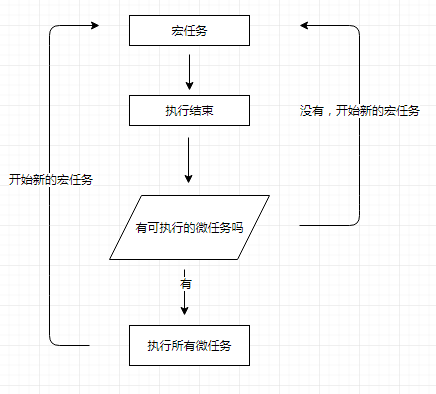 宏任务
执行结束
没有，开始新的宏任务
开始新的宏任务
有可执行的微任务吗
有
执行所有微任务